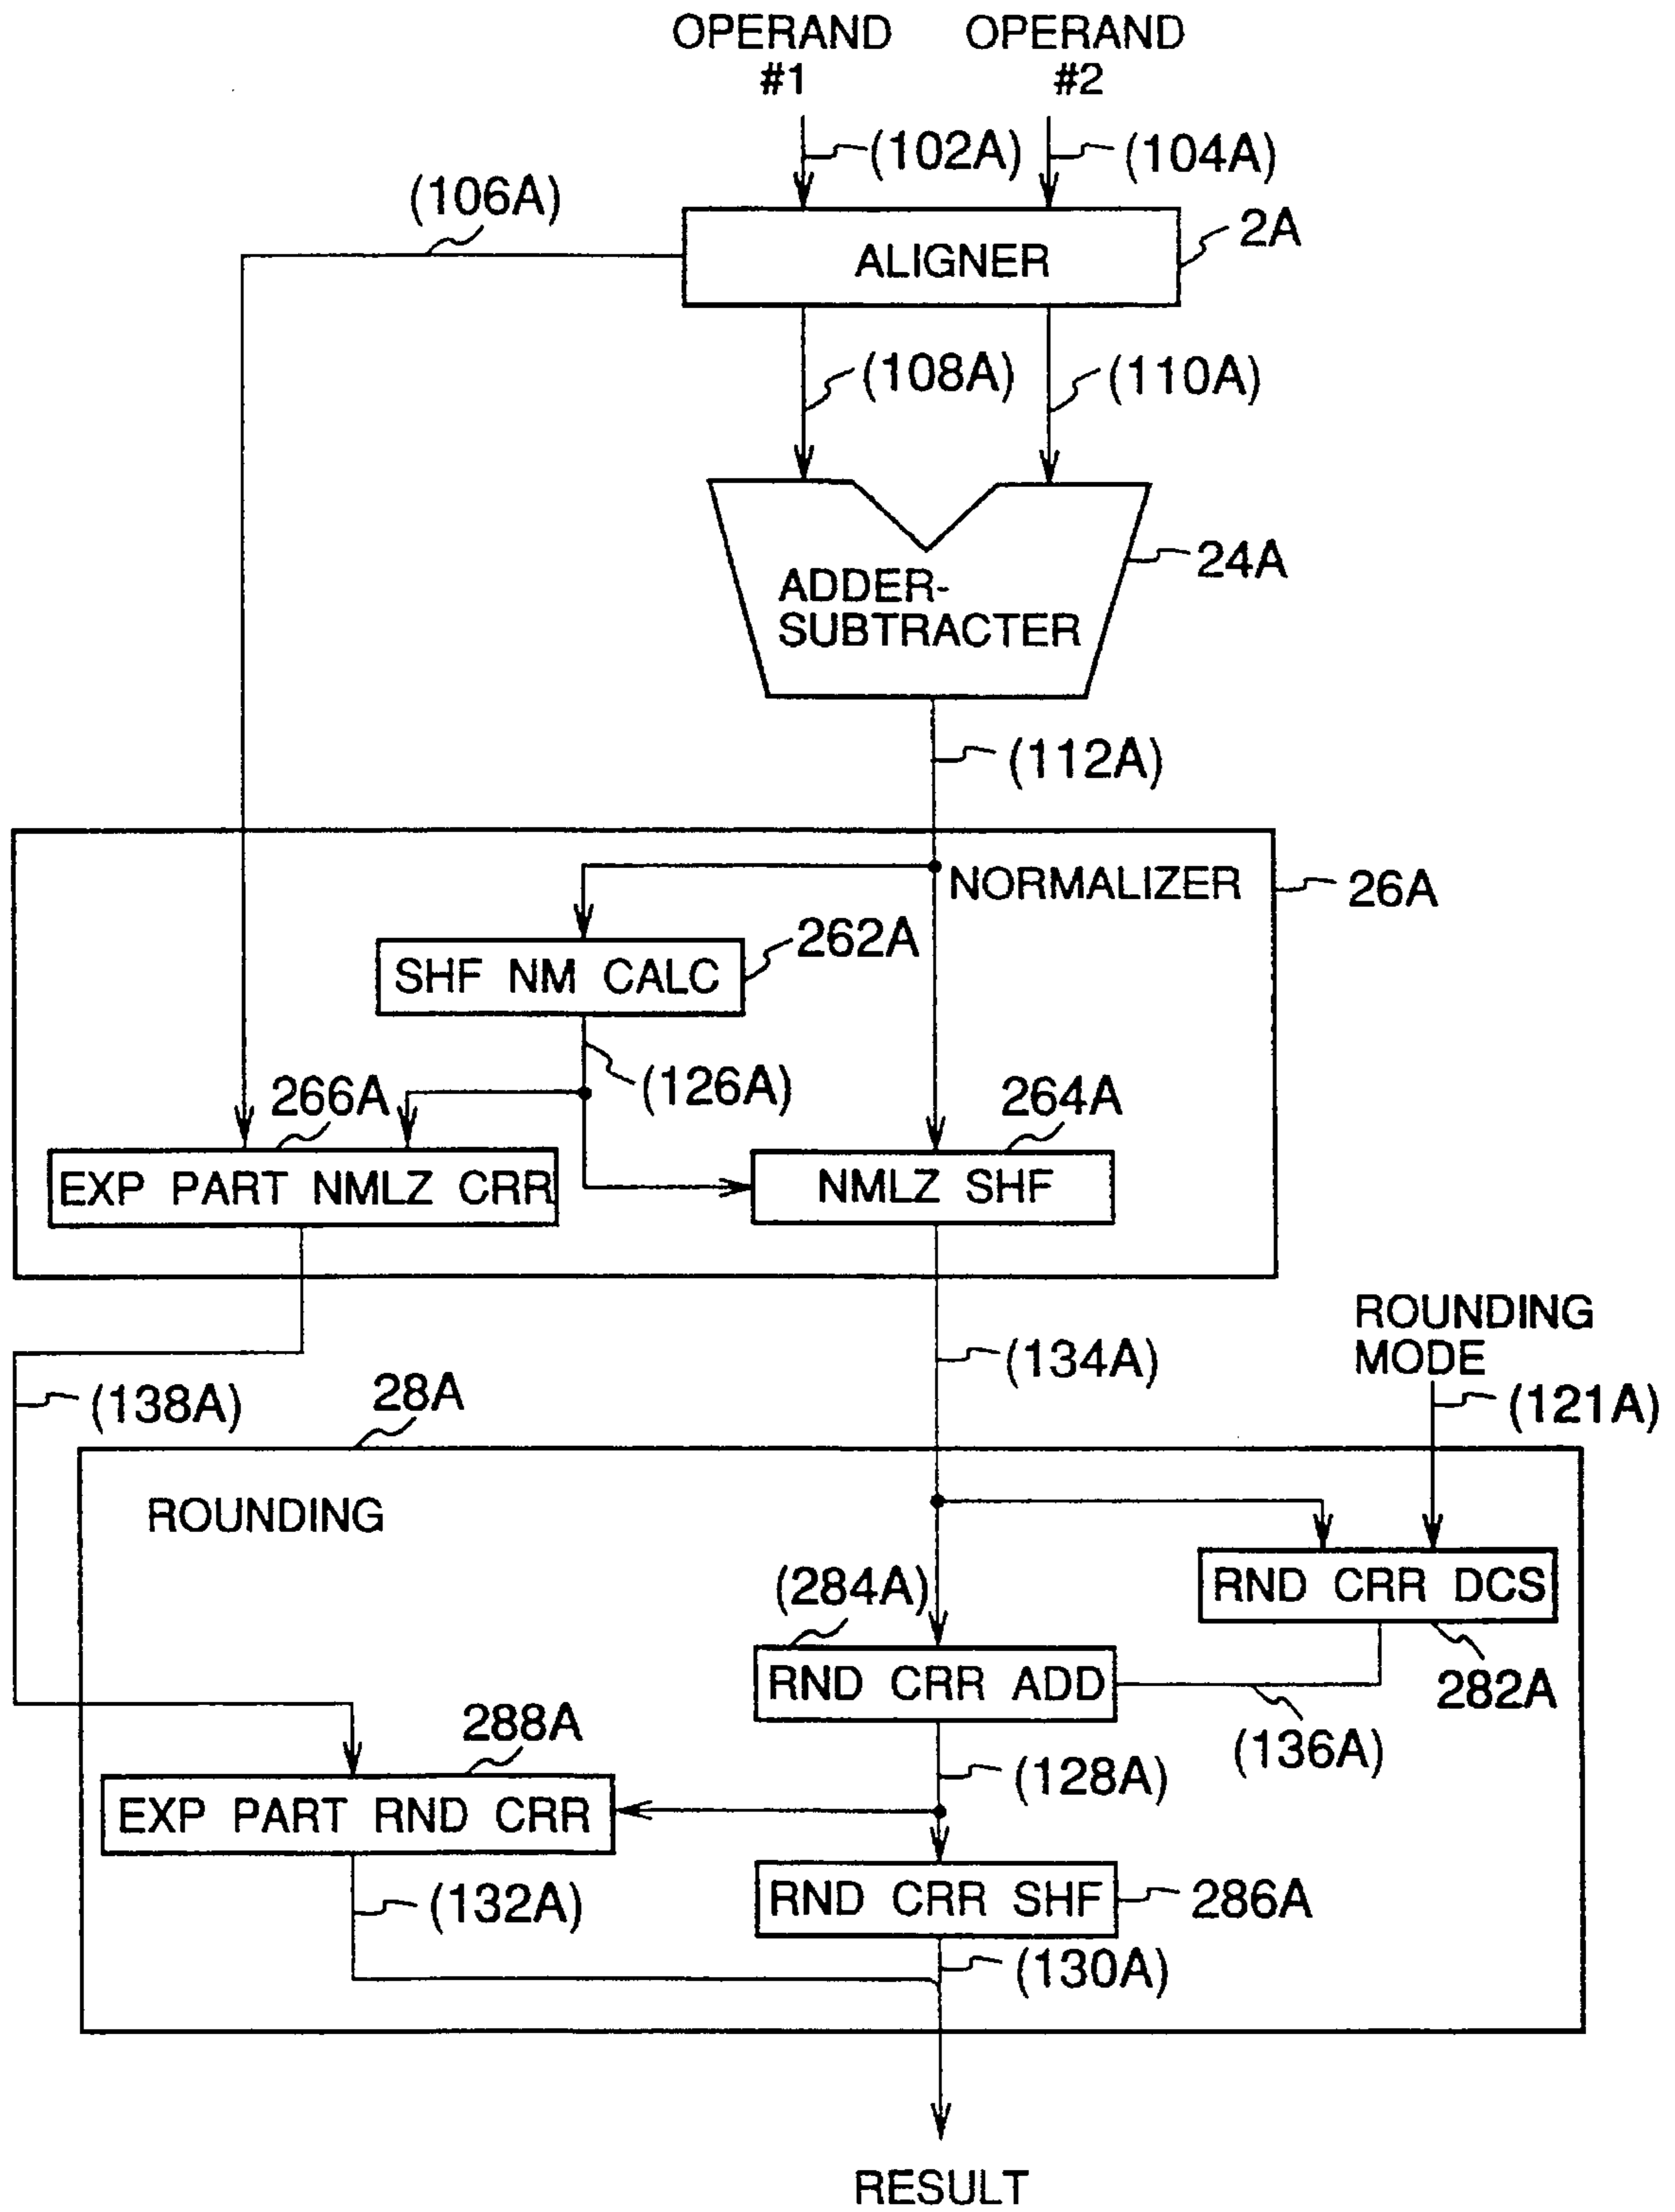 OPERAND
#1
OPERAND
#2
(102A)
(104A)
(106A)
2A
ALIGNER
(108A)
(110A)
24A
ADDER-
SUBTRACTER
(112A)
NORMALIZER
26A
262A
SHF NM CALC
(126A)
266A
264A
EXP PART NMLZ CRR
NMLZ SHF
ROUNDING
MODE
(134A)
(138A)
28A
(121A)
ROUNDING
(284A)
RND CRR DCS
RND CRR ADD
282A
288A
(136A)
(128A)
EXP PART RND CRR
(132A)
RND CRR SHF
286A
(130A)
RESULT